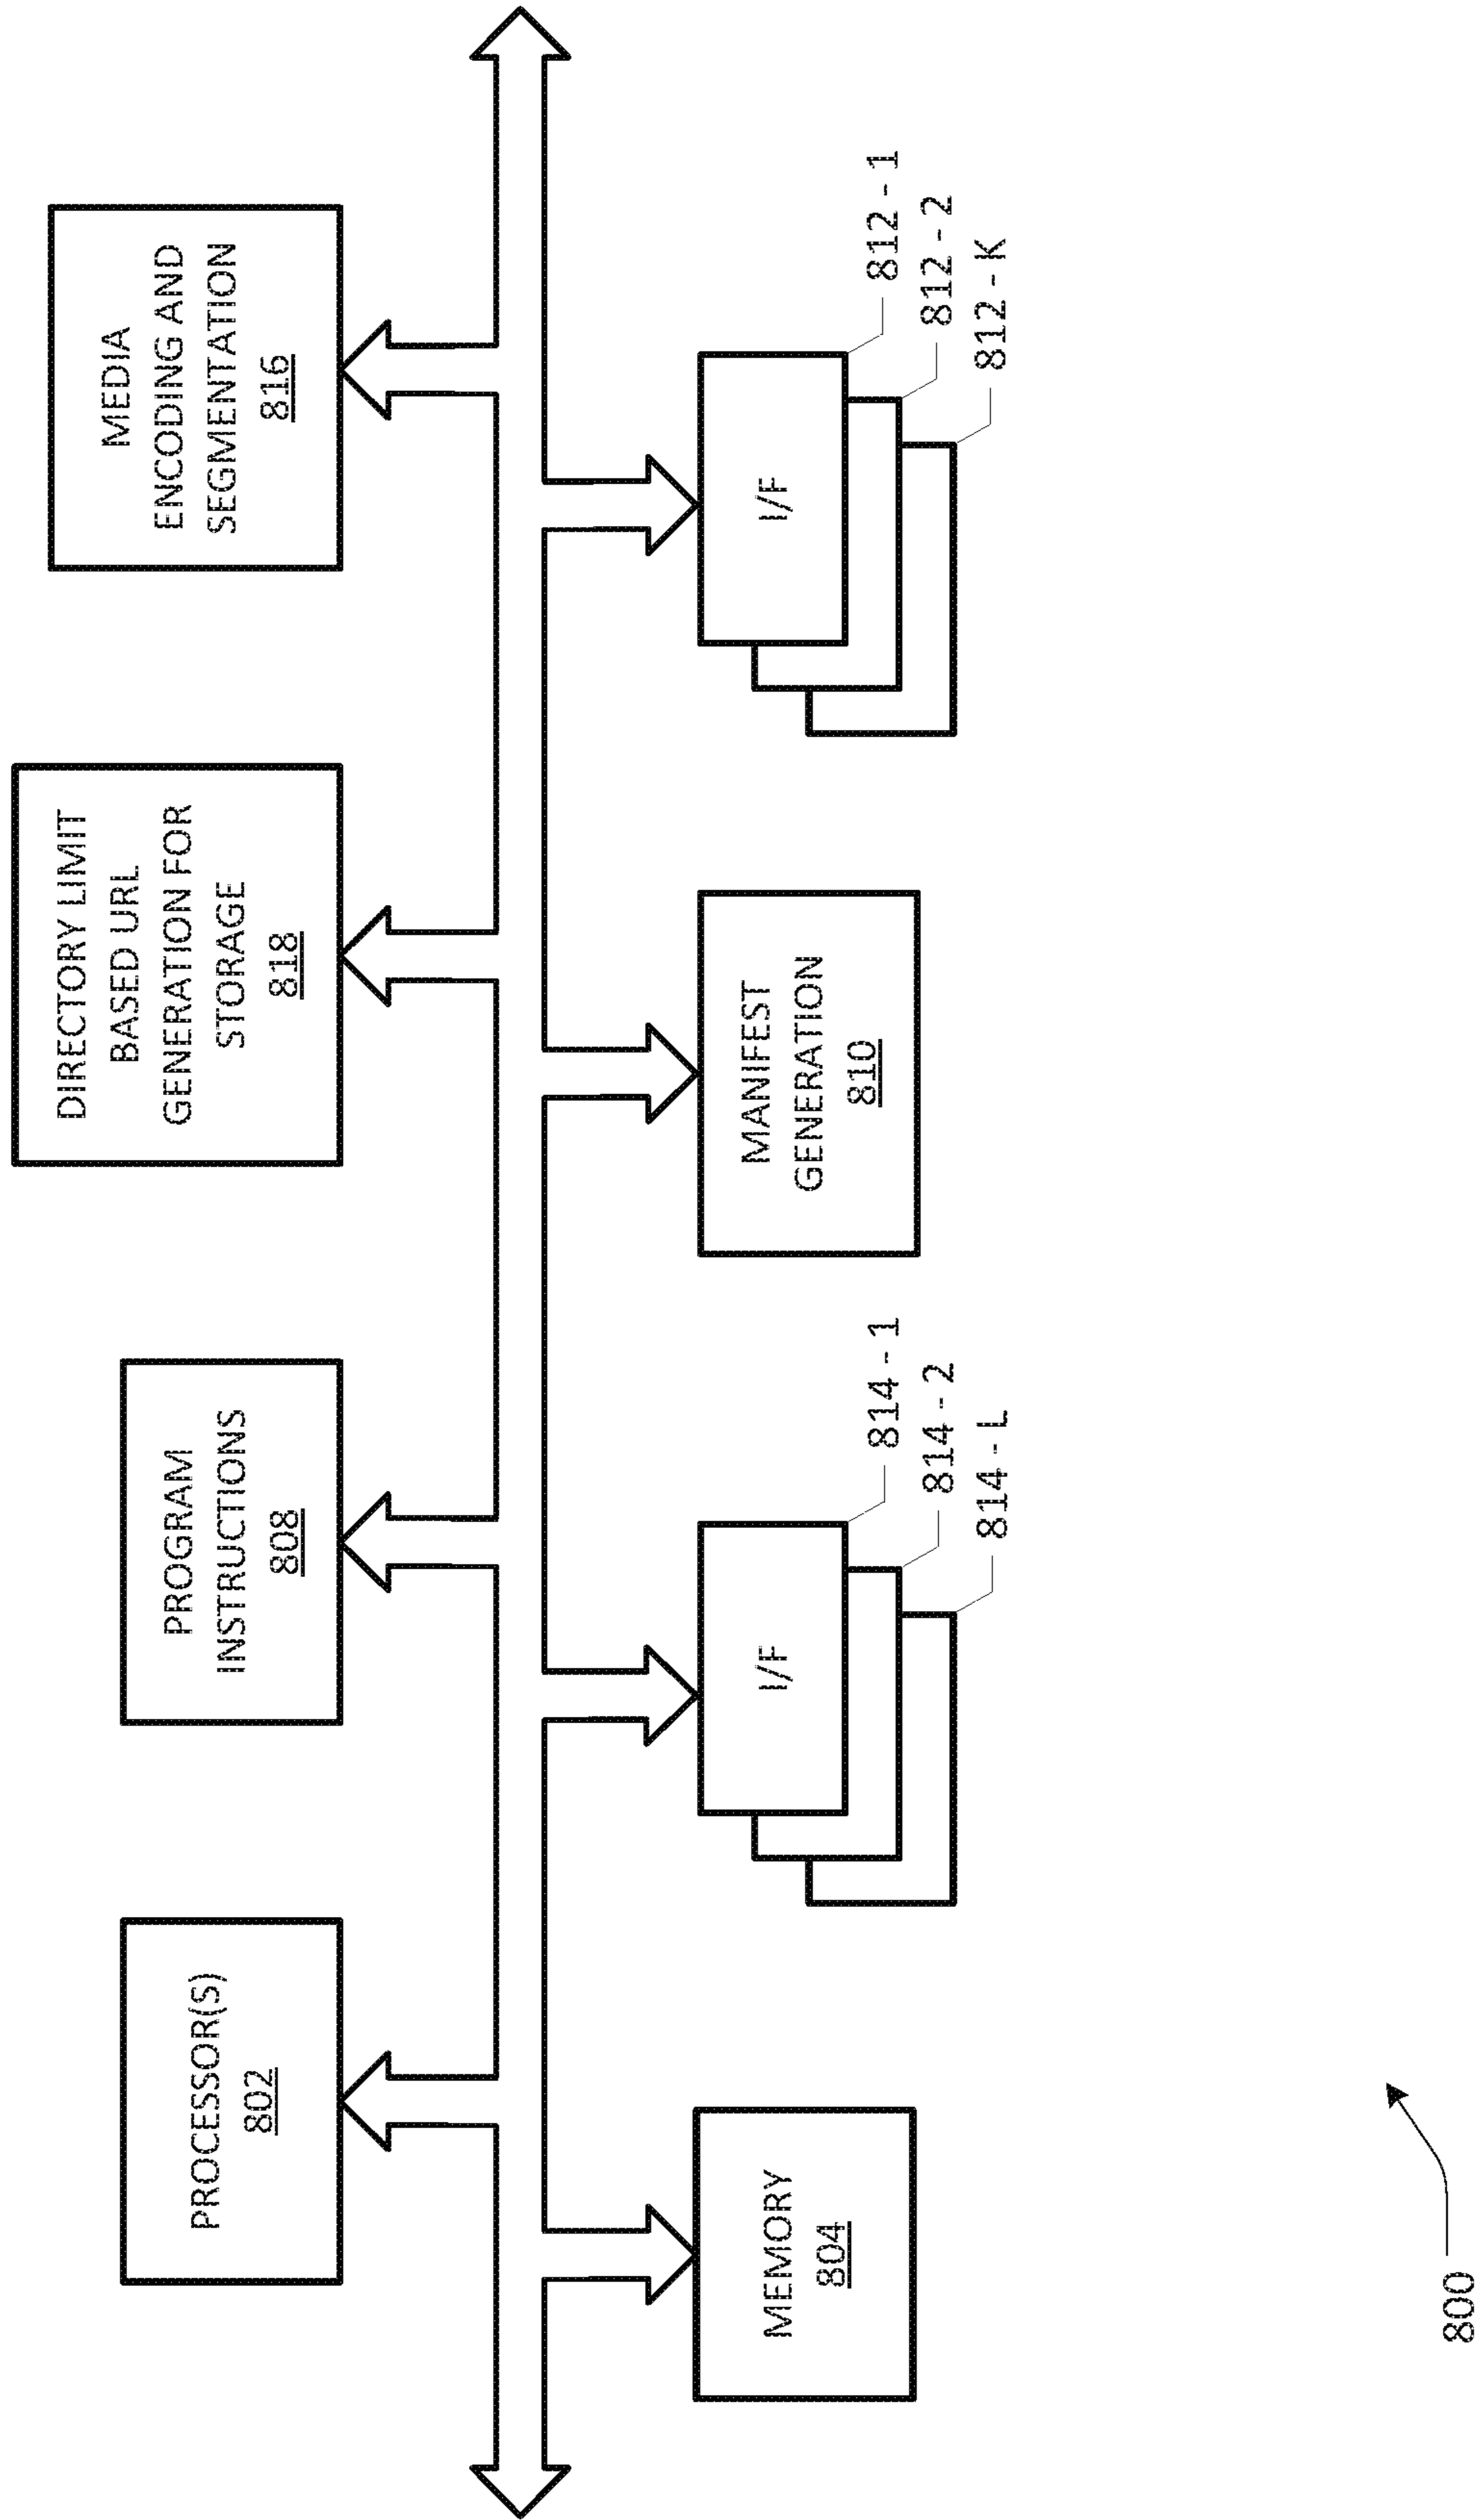 PROCESSOR(S)
802
PROGRAM
INSTRUCTIONS
808
DIRECTORY LIMIT
BASED URL
GENERATION FOR
STORAGE
818
MEDIA
ENCODING AND
SEGMENTATION
816
MEMORY
804
I/F
814 - 1
814 - 2
814 - L
MANIFEST
GENERATION
810
I/F
812 - 1
812 - 2
812 - K
800